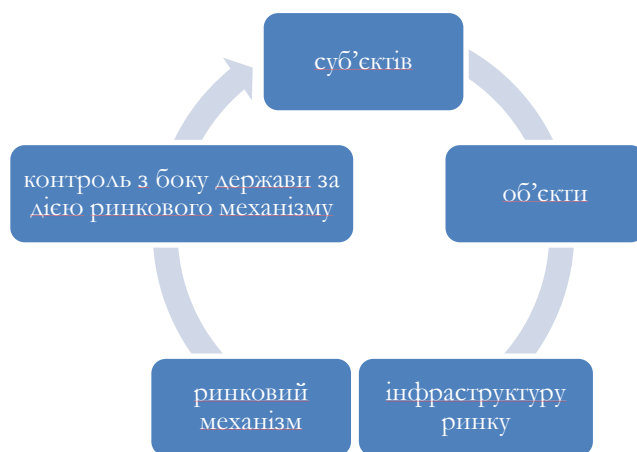 суб’єктів
об’єкти
інфраструктуру
ринку
ринковий
механізм
контроль з боку держави за
дією ринкового механізму